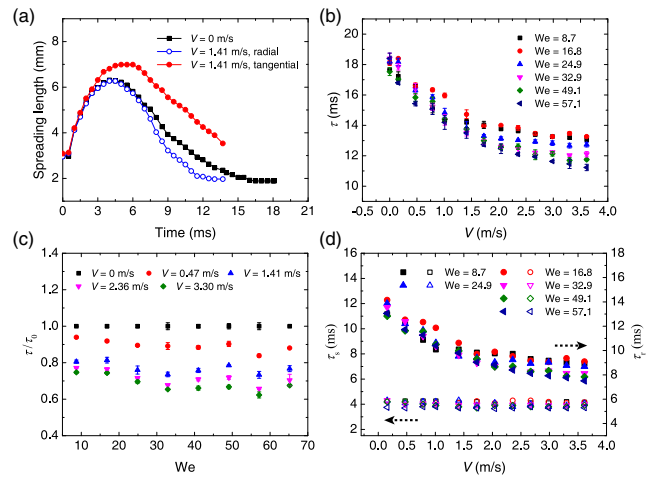 (a)
V = 0 m/s
V = 1.41 m/s, radial
V = 1.41 m/s, tangential
Spreading length (mm)
8
6
4
2
0
0 3 6 9 12 15 18 21
Time (ms)
(b)
We = 8.7
We = 16.8
We = 24.9
We = 32.9
We = 49.1
We = 57.1
τ (ms)
20
18
16
14
12
10
-0.5 0.0 0.5 1.0 1.5 2.0 2.5 3.0 3.5 4.0
V (m/s)
(c)
V = 0 m/s V = 0.47 m/s V = 1.41 m/s
V = 2.36 m/s V = 3.30 m/s
τ/τ0
1.4
1.2
1.0
0.8
0.6
0.4
10 20 30 40 50 60 70
We
(d)
We = 8.7 We = 16.8
We = 24.9 We = 32.9
We = 49.1
We = 57.1
τs (ms)
16
14
12
10
8
6
4
2
τr (ms)
18
16
14
12
10
8
6
4
0.0 0.5 1.0 1.5 2.0 2.5 3.0 3.5 4.0
V (m/s)